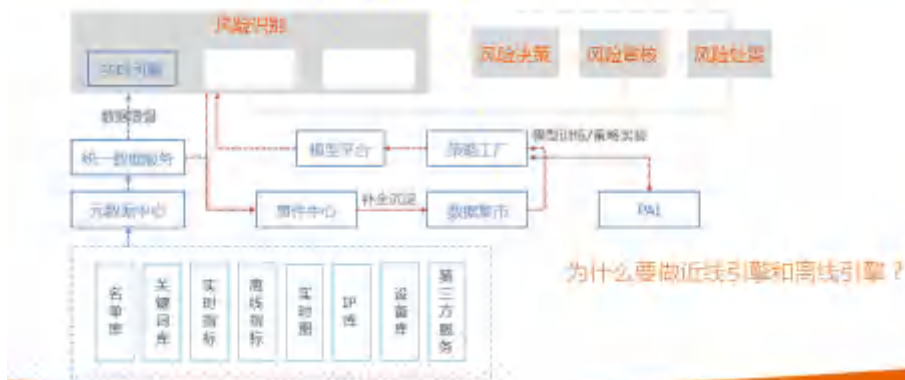 风险识别
风险决策
风险审核
风险处置
引擎
数据
模型训练/策略实验
统一数据服务
模型平台
策略工厂
元数据中心
事件中心
补全沉淀
数据集市
PAI
为什么要做近线引擎和离线引擎？
名单库
关键词库
实时指标
离线指标
实时图
IP库
设备库
第三方服务